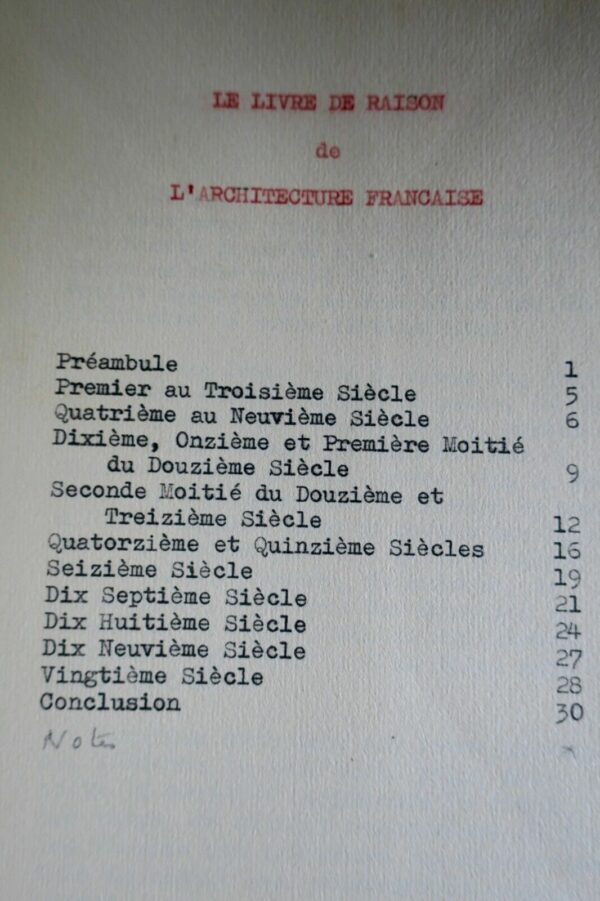 LE LIVRE DE RAISON
de
L'ARCHITECTURE FRANCAISE
Préambule 1
Premier au Troisième Siècle 5
Quatrième au Neuvième Siècle 6
Dixième, Onzième et Première Moitié
du Douzième Siècle 9
Seconde Moitié du Douzième et
Treizième Siècle 12
Quatorzième et Quinzième Siècles 16
Seizième Siècle 19
Dix Septième Siècle 21
Dix Huitième Siècle 24
Dix Neuvième Siècle 27
Vingtième Siècle 28
Conclusion 30
Notes